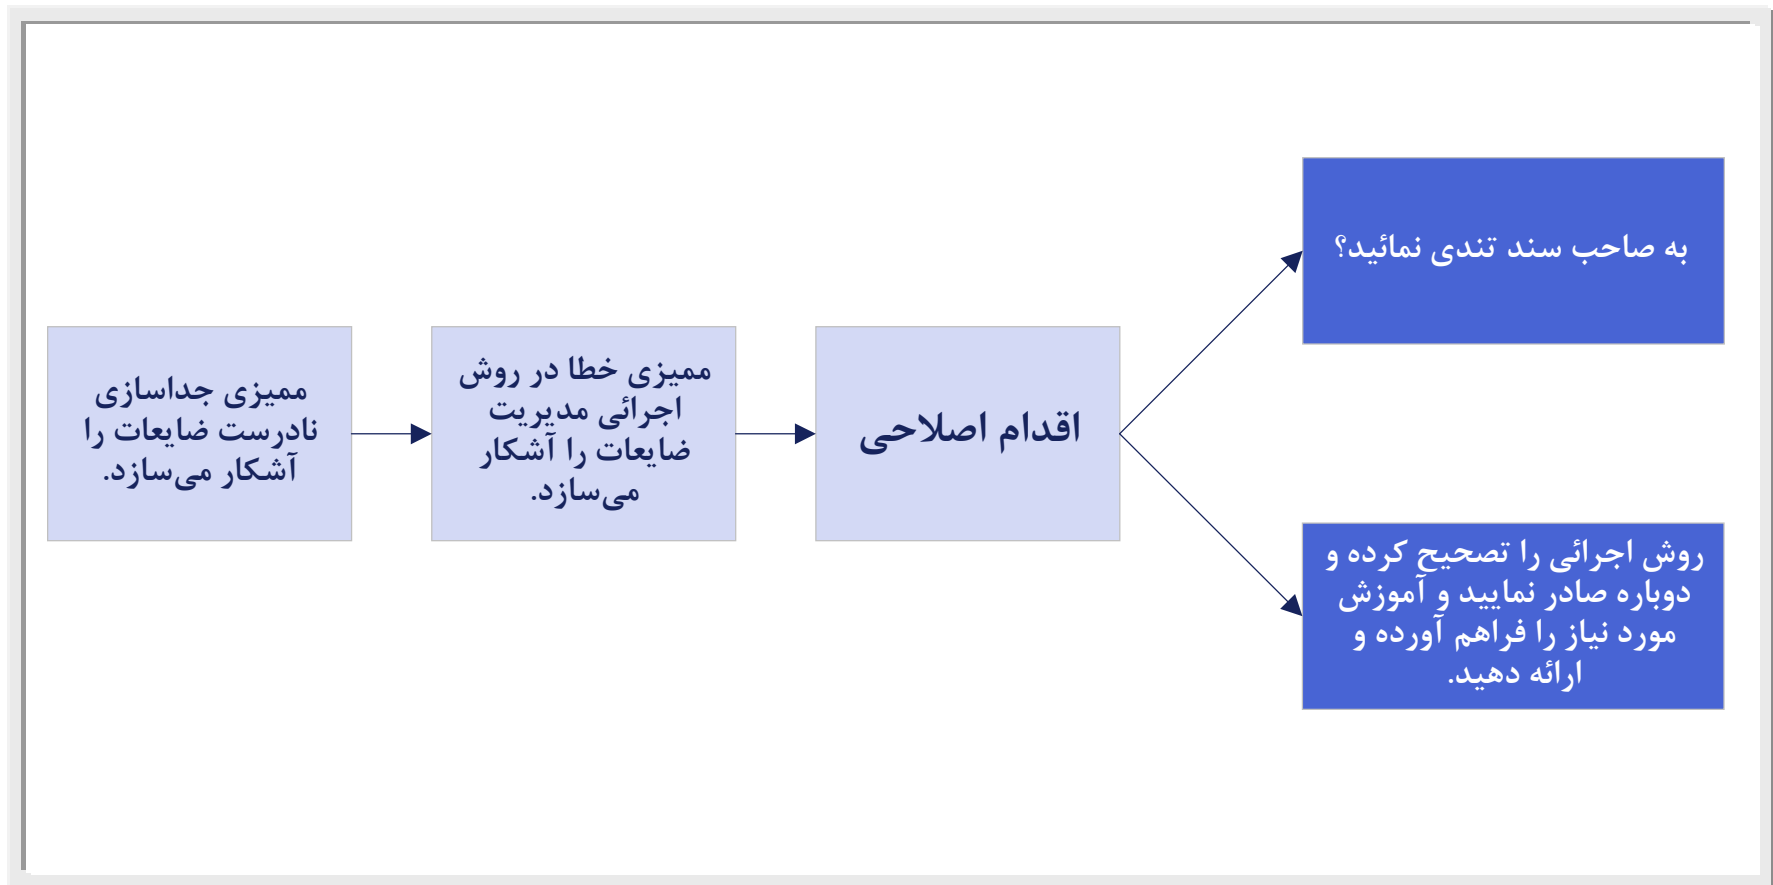 ممیزی جداسازی
نادرست ضایعات را
آشکار می‌سازد.
ممیزی خطا در روش
اجرائی مدیریت
ضایعات را آشکار
می‌سازد.
اقدام اصلاحی
به صاحب سند تندی نمائید؟
روش اجرائی را تصحیح کرده و
دوباره صادر نمایید و آموزش
مورد نیاز را فراهم آورده و
ارائه دهید.